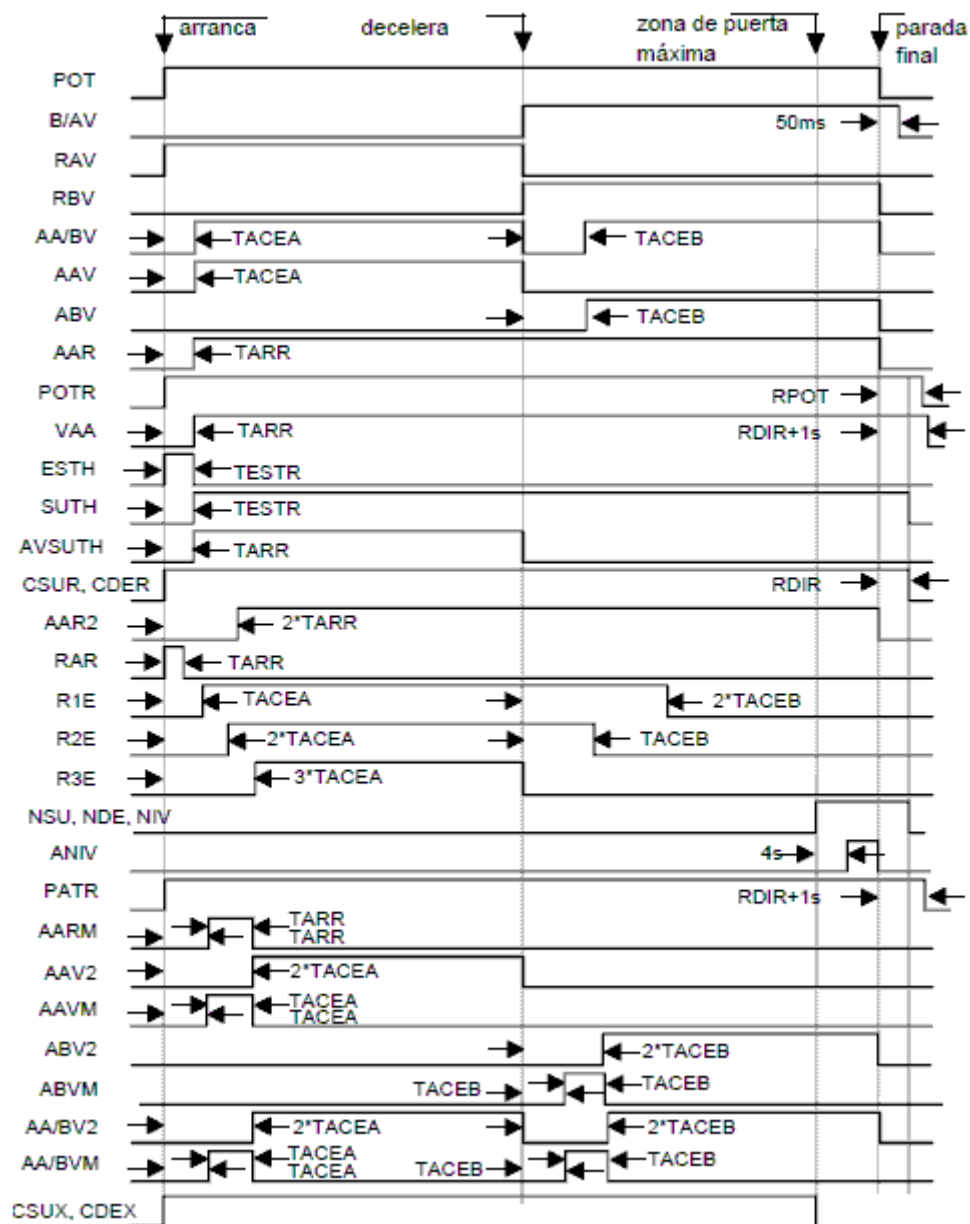 arranca decelera zona de puerta máxima parada final
POT
B/AV 50ms
RAV
RBV
AA/BV TACEA TACEB
AAV TACEA
ABV TACEB
AAR TARR
POTR RPOT
VAA TARR RDIR+1s
ESTH TESTR
SUTH TESTR
AVSUTH TARR
CSUR, CDER RDIR
AAR2 2*TARR
RAR TARR
R1E TACEA 2*TACEB
R2E 2*TACEA TACEB
R3E 3*TACEA
NSU, NDE, NIV
ANIV 4s
PATR RDIR+1s
AARM TARR
TARR
AAV2 2*TACEA
AAVM TACEA
TACEA
ABV2 2*TACEB
ABVM TACEB TACEB
AA/BV2 2*TACEA 2*TACEB
AA/BVM TACEA TACEB TACEB
TACEA
CSUX, CDEX